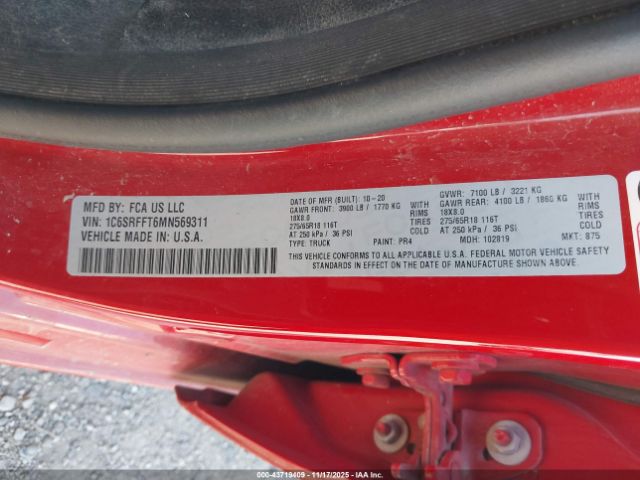 MFD BY: FCA US LLC
VIN: 1C6SRFFT6MN569311
VEHICLE MADE IN U.S.A.
DATE OF MFR (BUILT): 10-20
GAWR FRONT: 3900 LB / 1770 KG
18X8.0 RIMS
275/65R18 116T TIRES
AT 250 kPa / 36 PSI COLD
TYPE: TRUCK PAINT: PR4
GVWR: 7100 LB / 3221 KG
GAWR REAR: 4100 LB / 1860 KG
WITH
18X8.0 RIMS
275/65R18 116T TIRES
AT 250 kPa / 36 PSI COLD
MDH: 102819 MKT: 875
THIS VEHICLE CONFORMS TO ALL APPLICABLE U.S.A. FEDERAL MOTOR VEHICLE SAFETY
STANDARDS IN EFFECT ON THE DATE OF MANUFACTURE SHOWN ABOVE.
© IAA - 43719409 - 11/17/2025 - IAAI.COM